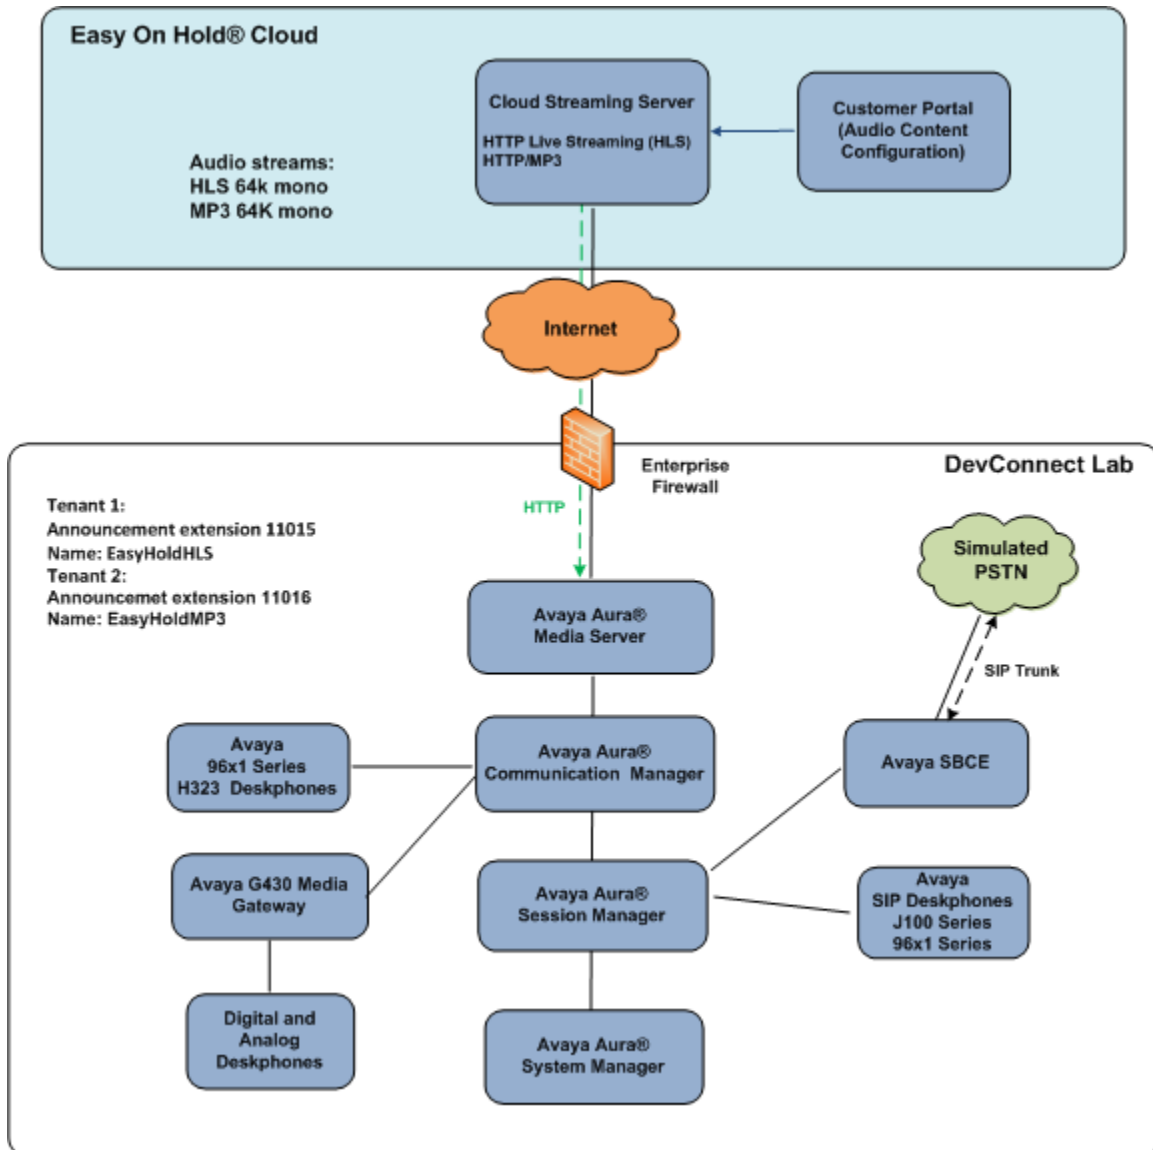 Easy On Hold® Cloud
Cloud Streaming Server
HTTP Live Streaming (HLS)
HTTP/MP3
Customer Portal
(Audio Content
Configuration)
Audio streams:
HLS 64k mono
MP3 64K mono
Internet
Enterprise
Firewall
DevConnect Lab
HTTP
Tenant 1:
Announcement extension 11015
Name: EasyHoldHLS
Tenant 2:
Announcemet extension 11016
Name: EasyHoldMP3
Simulated
PSTN
Avaya Aura®
Media Server
SIP Trunk
Avaya
96x1 Series
H323 Deskphones
Avaya Aura®
Communication Manager
Avaya SBCE
Avaya G430 Media
Gateway
Avaya Aura®
Session Manager
Avaya
SIP Deskphones
J100 Series
96x1 Series
Digital and
Analog
Deskphones
Avaya Aura®
System Manager